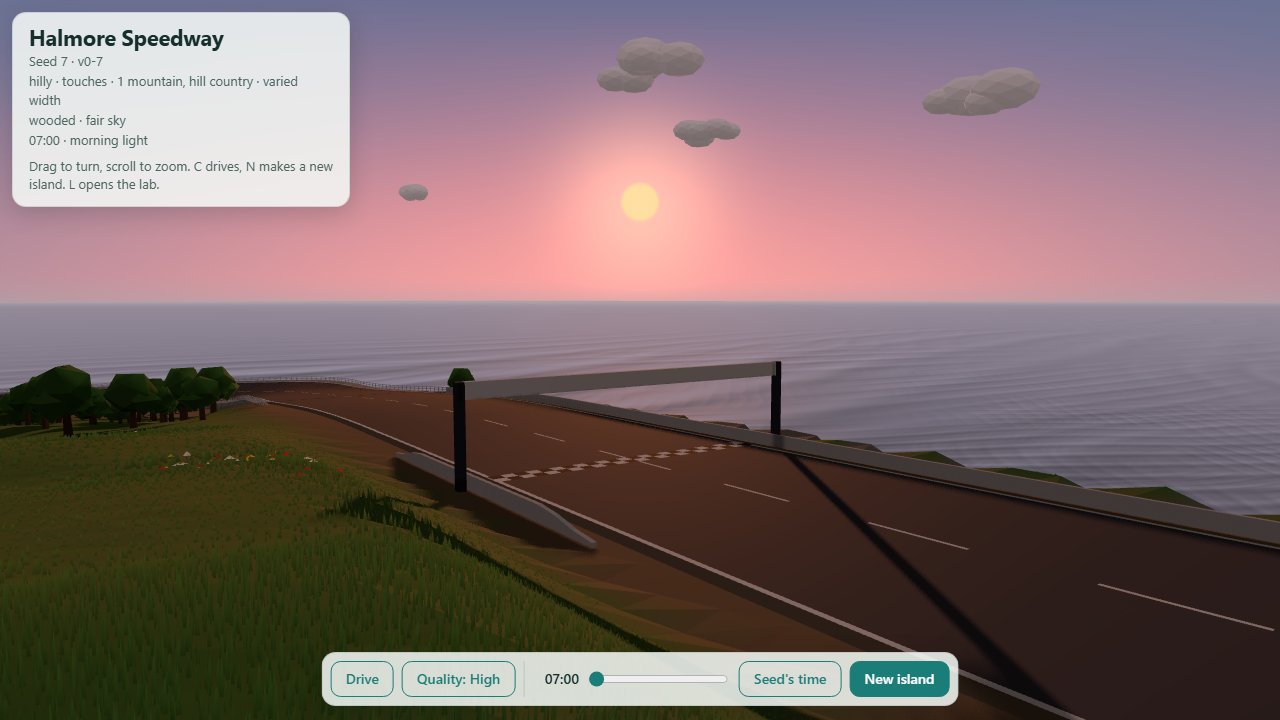 Halmore Speedway
Seed 7 · v0-7
hilly · touches · 1 mountain, hill country · varied
width
wooded · fair sky
07:00 · morning light
Drag to turn, scroll to zoom. C drives, N makes a new
island. L opens the lab.
Drive Quality: High 07:00 Seed's time New island